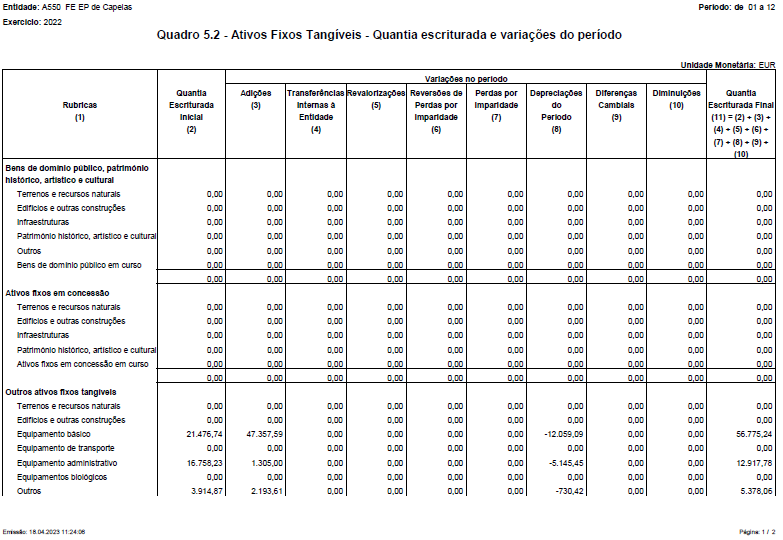 Entidade: A550 FE EP de Capelas Período: de 01 a 12
Exercício: 2022
Quadro 5.2 - Ativos Fixos Tangíveis - Quantia escriturada e variações do período
Unidade Monetária: EUR
Variações no período
Rubricas (1) Quantia Escriturada Inicial (2) Adições (3) Transferências Internas à Entidade (4) Revalorizações (5) Reversões de Perdas por Imparidade (6) Perdas por Imparidade (7) Depreciações do Período (8) Diferenças Cambiais (9) Diminuições (10) Quantia Escriturada Final (11) = (2) + (3) + (4) + (5) + (6) + (7) + (8) + (9) + (10)
Bens de domínio público, património
histórico, artístico e cultural
Terrenos e recursos naturais 0,00 0,00 0,00 0,00 0,00 0,00 0,00 0,00 0,00 0,00
Edifícios e outras construções 0,00 0,00 0,00 0,00 0,00 0,00 0,00 0,00 0,00 0,00
Infraestruturas 0,00 0,00 0,00 0,00 0,00 0,00 0,00 0,00 0,00 0,00
Património histórico, artístico e cultural 0,00 0,00 0,00 0,00 0,00 0,00 0,00 0,00 0,00 0,00
Outros 0,00 0,00 0,00 0,00 0,00 0,00 0,00 0,00 0,00 0,00
Bens de domínio público em curso 0,00 0,00 0,00 0,00 0,00 0,00 0,00 0,00 0,00 0,00
0,00 0,00 0,00 0,00 0,00 0,00 0,00 0,00 0,00 0,00
Ativos fixos em concessão
Terrenos e recursos naturais 0,00 0,00 0,00 0,00 0,00 0,00 0,00 0,00 0,00 0,00
Edifícios e outras construções 0,00 0,00 0,00 0,00 0,00 0,00 0,00 0,00 0,00 0,00
Infraestruturas 0,00 0,00 0,00 0,00 0,00 0,00 0,00 0,00 0,00 0,00
Património histórico, artístico e cultural 0,00 0,00 0,00 0,00 0,00 0,00 0,00 0,00 0,00 0,00
Ativos fixos em concessão em curso 0,00 0,00 0,00 0,00 0,00 0,00 0,00 0,00 0,00 0,00
0,00 0,00 0,00 0,00 0,00 0,00 0,00 0,00 0,00 0,00
Outros ativos fixos tangíveis
Terrenos e recursos naturais 0,00 0,00 0,00 0,00 0,00 0,00 0,00 0,00 0,00 0,00
Edifícios e outras construções 0,00 0,00 0,00 0,00 0,00 0,00 0,00 0,00 0,00 0,00
Equipamento básico 21.476,74 47.357,59 0,00 0,00 0,00 0,00 -12.059,09 0,00 0,00 56.775,24
Equipamento de transporte 0,00 0,00 0,00 0,00 0,00 0,00 0,00 0,00 0,00 0,00
Equipamento administrativo 16.758,23 1.305,00 0,00 0,00 0,00 0,00 -5.145,45 0,00 0,00 12.917,78
Equipamentos biológicos 0,00 0,00 0,00 0,00 0,00 0,00 0,00 0,00 0,00 0,00
Outros 3.914,87 2.193,61 0,00 0,00 0,00 0,00 -730,42 0,00 0,00 5.378,06
Emissão: 18.04.2023 11:24:06 Página: 1 / 2